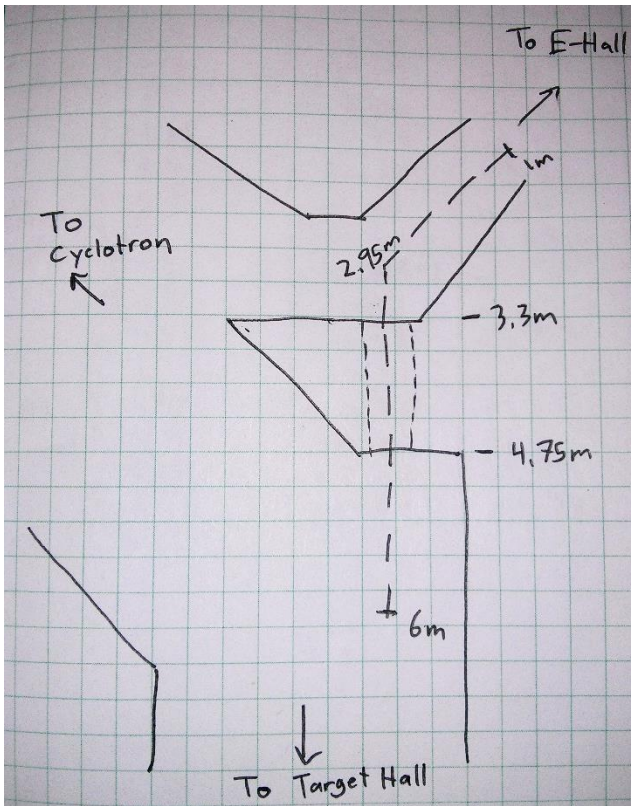 To E-Hall
1m
To
Cyclotron
2.95m
3.3m
4.75m
6m
To Target Hall